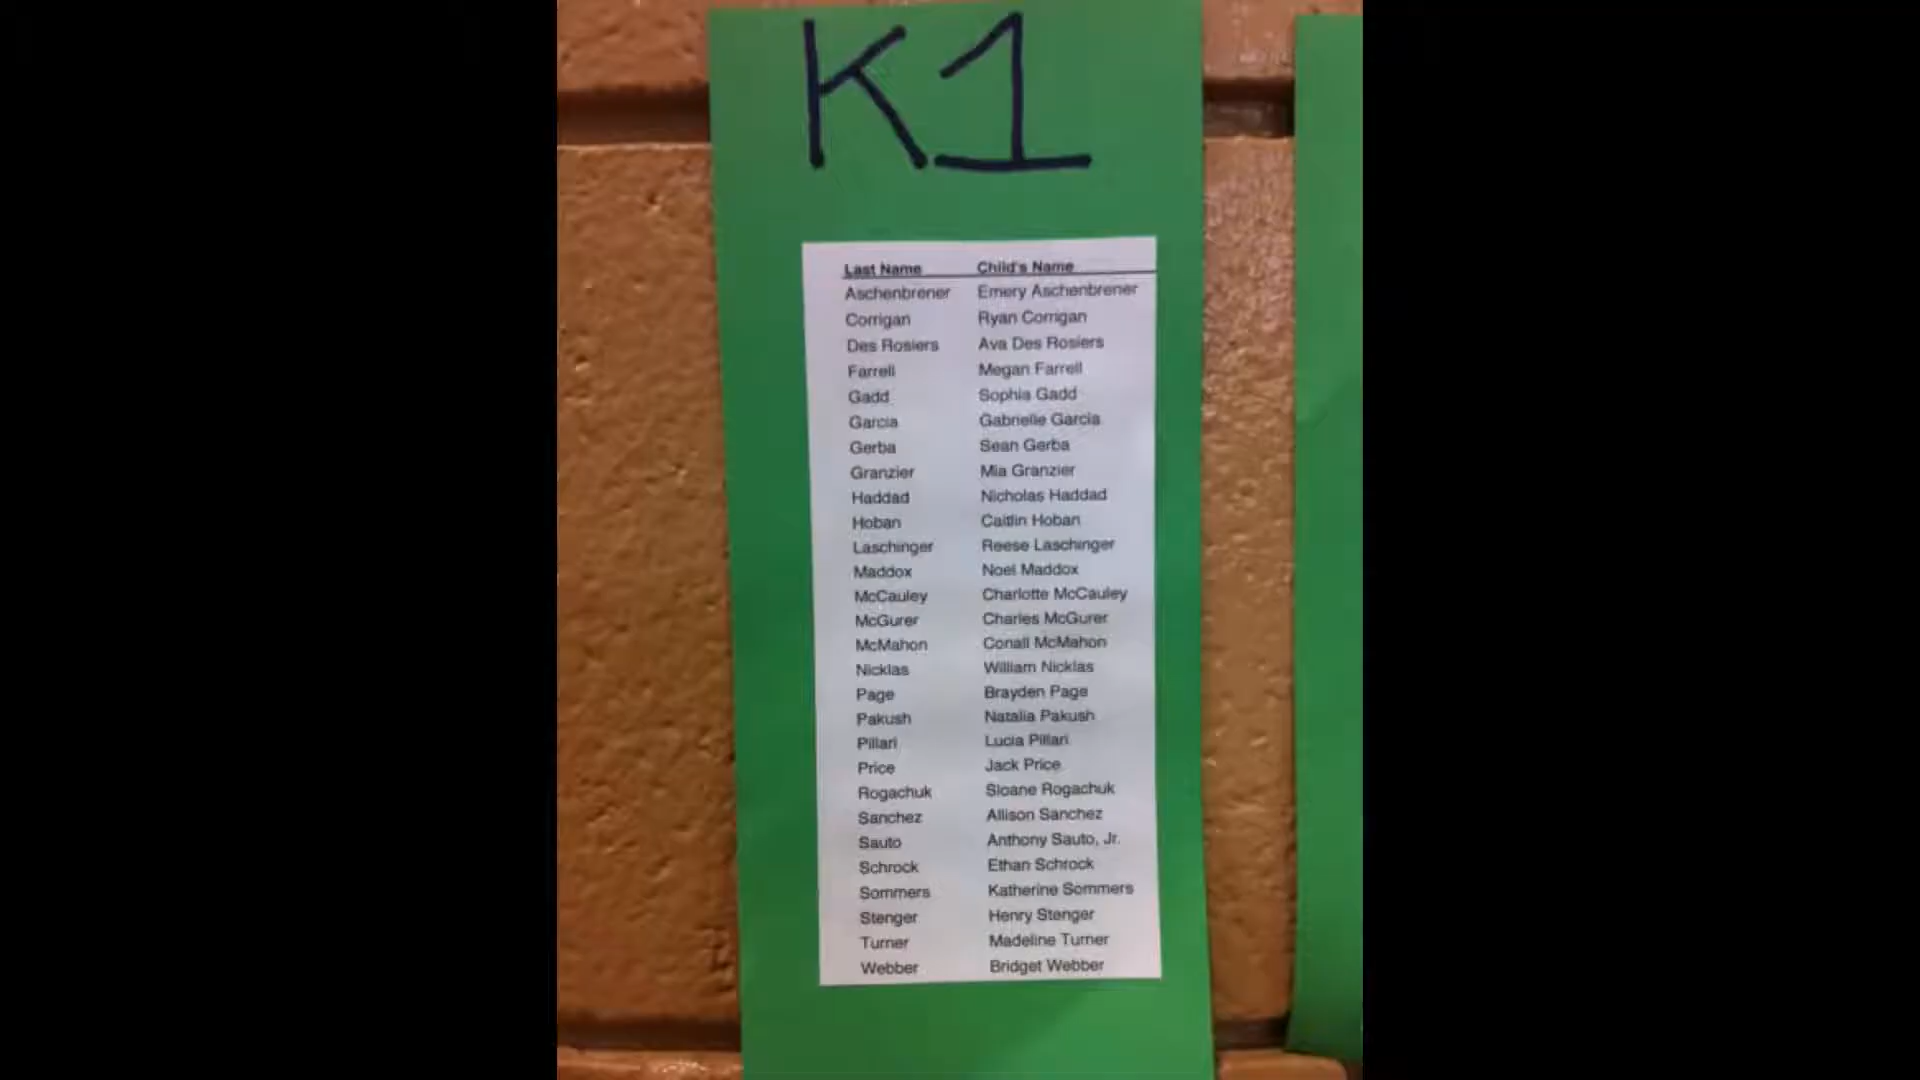 K1
Last Name Child's Name
Aschenbrener Emery Aschenbrener
Corrigan Ryan Corrigan
Des Rosiers Ava Des Rosiers
Farrell Megan Farrell
Gadd Sophia Gadd
Garcia Gabrielle Garcia
Gerba Sean Gerba
Granzier Mia Granzier
Haddad Nicholas Haddad
Hoban Caitlin Hoban
Laschinger Reese Laschinger
Maddox Noel Maddox
McCauley Charlotte McCauley
McGurer Charles McGurer
McMahon Conall McMahon
Nicklas William Nicklas
Page Brayden Page
Pakush Natalia Pakush
Pillari Lucia Pillari
Price Jack Price
Rogachuk Sloane Rogachuk
Sanchez Allison Sanchez
Sauto Anthony Sauto, Jr.
Schrock Ethan Schrock
Sommers Katherine Sommers
Stenger Henry Stenger
Turner Madeline Turner
Webber Bridget Webber